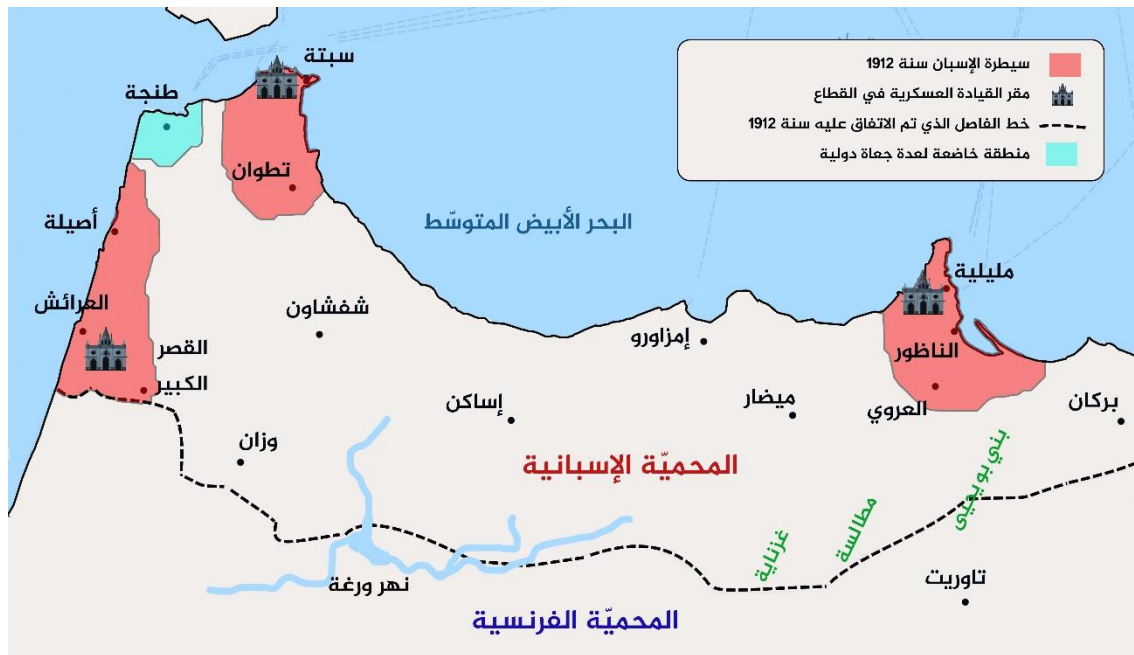 سيطرة الإسبان سنة 1912
مقر القيادة العسكرية في القطاع
خط الفاصل الذي تم الاتفاق عليه سنة 1912
منطقة خاضعة لعدة جعاة دولية
سبتة
طنجة
تطوان
أصيلة
البحر الأبيض المتوسّط
مليلية
العرائش
شفشاون
القصر
الكبير
إمزاورو
الناظور
العروي
إساكن
ميضار
بركان
وزان
المحميّة الإسبانية
بني بويحيى
مطالسة
غزناية
نهر ورغة
تاوريت
المحميّة الفرنسية